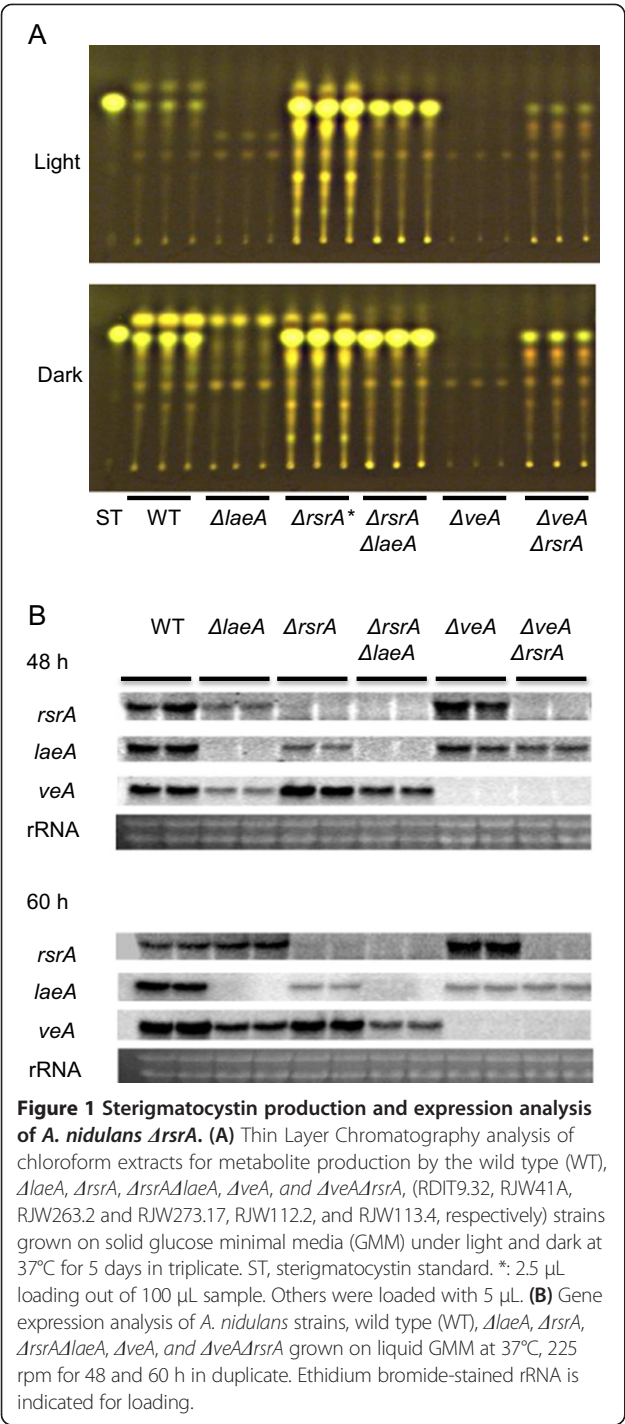 A
Light
Dark
ST WT ΔlaeA ΔrsrA* ΔrsrA ΔveA ΔveA
ΔlaeA ΔrsrA
B
WT ΔlaeA ΔrsrA ΔrsrA ΔveA ΔveA
ΔlaeA ΔrsrA
48 h
rsrA
laeA
veA
rRNA
60 h
rsrA
laeA
veA
rRNA
Figure 1 Sterigmatocystin production and expression analysis
of A. nidulans ΔrsrA. (A) Thin Layer Chromatography analysis of
chloroform extracts for metabolite production by the wild type (WT),
ΔlaeA, ΔrsrA, ΔrsrAΔlaeA, ΔveA, and ΔveAΔrsrA, (RDIT9.32, RJW41A,
RJW263.2 and RJW273.17, RJW112.2, and RJW113.4, respectively) strains
grown on solid glucose minimal media (GMM) under light and dark at
37°C for 5 days in triplicate. ST, sterigmatocystin standard. *: 2.5 μL
loading out of 100 μL sample. Others were loaded with 5 μL. (B) Gene
expression analysis of A. nidulans strains, wild type (WT), ΔlaeA, ΔrsrA,
ΔrsrAΔlaeA, ΔveA, and ΔveAΔrsrA grown on liquid GMM at 37°C, 225
rpm for 48 and 60 h in duplicate. Ethidium bromide-stained rRNA is
indicated for loading.